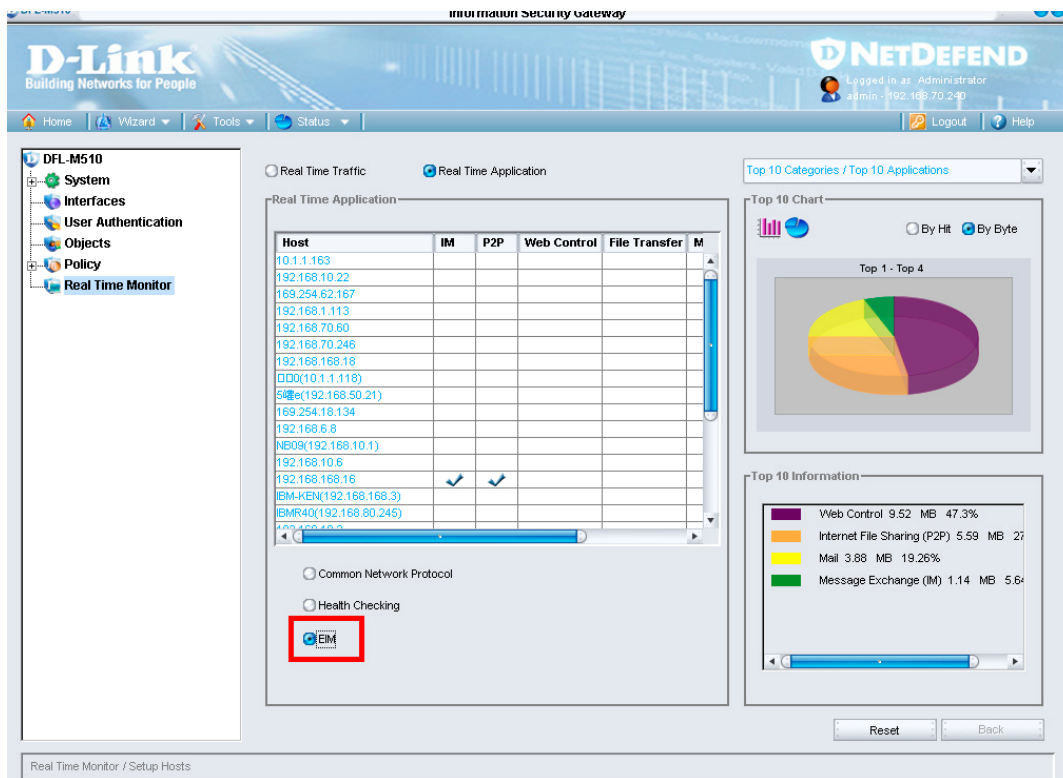 Information Security Gateway
D-Link
Building Networks for People
NETDEFEND
Logged in as Administrator
admin - 192.168.70.240
Home Wizard Tools Status Logout Help
DFL-M510
System
Interfaces
User Authentication
Objects
Policy
Real Time Monitor
Real Time Traffic Real Time Application
Real Time Application
Host IM P2P Web Control File Transfer M
10.1.1.163
192.168.10.22
169.254.62.167
192.168.1.113
192.168.70.60
192.168.70.246
192.168.168.18
□□0(10.1.1.118)
(192.168.50.21)
169.254.18.134
192.168.6.8
NB09(192.168.10.1)
192.168.10.6
192.168.168.16
IBM-KEN(192.168.168.3)
IBMR40(192.168.80.245)
Common Network Protocol
Health Checking
EIM
Top 10 Categories / Top 10 Applications
Top 10 Chart
By Hit By Byte
Top 1 - Top 4
Top 10 Information
Web Control 9.52 MB 47.3%
Internet File Sharing (P2P) 5.59 MB 27
Mail 3.88 MB 19.26%
Message Exchange (IM) 1.14 MB 5.64
Reset Back
Real Time Monitor / Setup Hosts